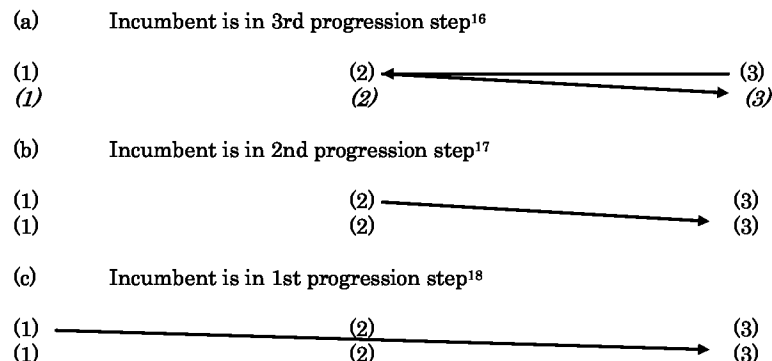 (a) Incumbent is in 3rd progression step16
(1) (2) (3)
(1) (2) (3)
(b) Incumbent is in 2nd progression step17
(1) (2) (3)
(1) (2) (3)
(c) Incumbent is in 1st progression step18
(1) (2) (3)
(1) (2) (3)